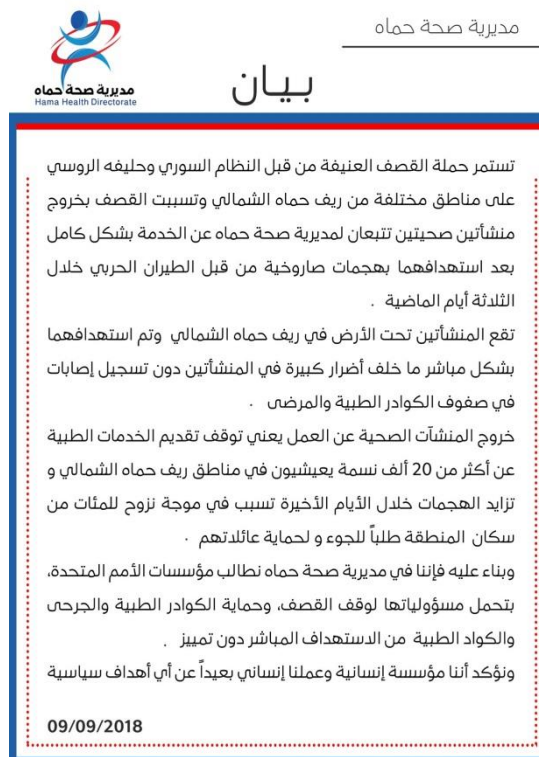 مديرية صحة حماه
مديرية صحة حماه
Hama Health Directorate
بيان
تستمر حملة القصف العنيفة من قبل النظام السوري وحليفه الروسي
على مناطق مختلفة من ريف حماه الشمالي وتسببت القصف بخروج
منشأتين صحيتين تتبعان لمديرية صحة حماه عن الخدمة بشكل كامل
بعد استهدافهما بهجمات صاروخية من قبل الطيران الحربي خلال
الثلاثة أيام الماضية .
تقع المنشأتين تحت الأرض في ريف حماه الشمالي وتم استهدافهما
بشكل مباشر ما خلف أضرار كبيرة في المنشأتين دون تسجيل إصابات
في صفوف الكوادر الطبية والمرضى .
خروج المنشآت الصحية عن العمل يعني توقف تقديم الخدمات الطبية
عن أكثر من 20 ألف نسمة يعيشيون في مناطق ريف حماه الشمالي و
تزايد الهجمات خلال الأيام الأخيرة تسبب في موجة نزوح للمئات من
سكان المنطقة طلباً للجوء و لحماية عائلاتهم .
وبناء عليه فإننا في مديرية صحة حماه نطالب مؤسسات الأمم المتحدة،
بتحمل مسؤولياتها لوقف القصف، وحماية الكوادر الطبية والجرحى
والكواد الطبية من الاستهداف المباشر دون تمييز .
ونؤكد أننا مؤسسة إنسانية وعملنا إنساني بعيداً عن أي أهداف سياسية
09/09/2018